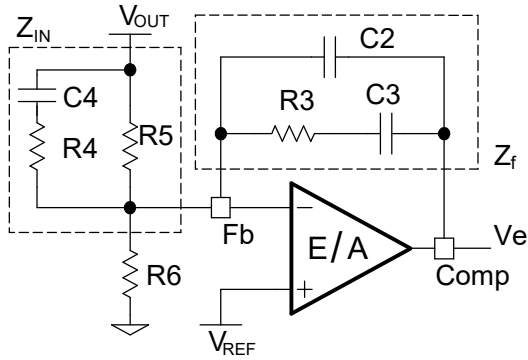 Z_IN
V_OUT
C2
C4
R3
C3
R4
R5
Z_f
Fb
−
E/A
Ve
R6
+
Comp
V_REF